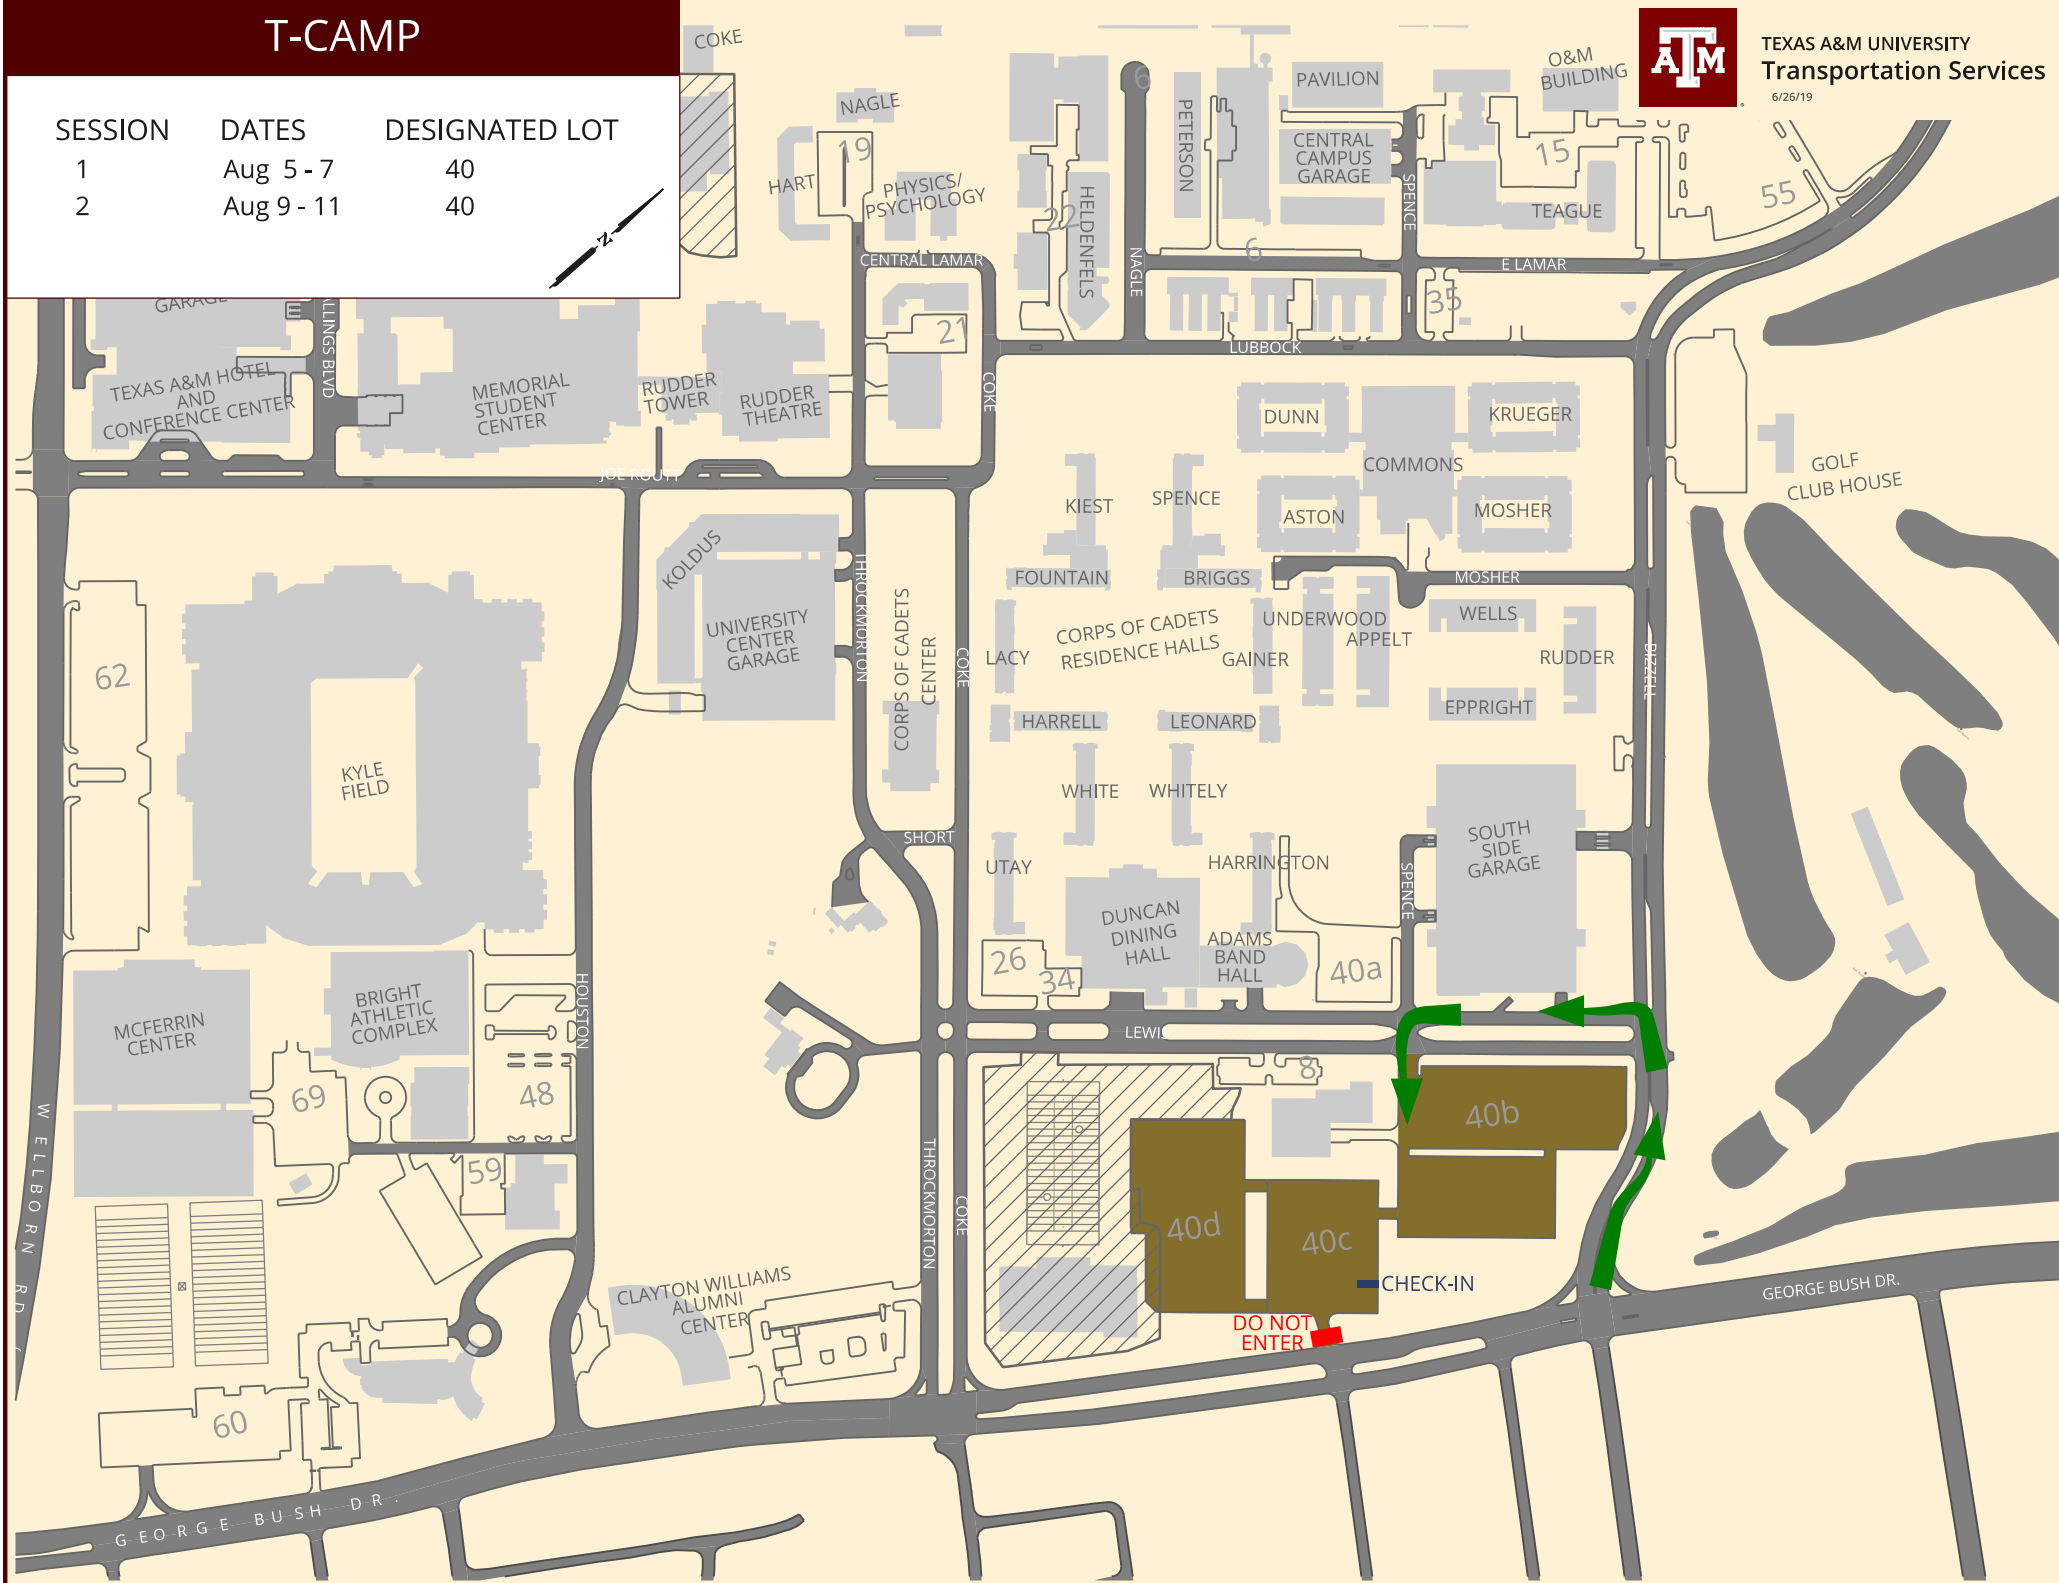 T-CAMP
SESSION DATES DESIGNATED LOT
1 Aug 5 - 7 40
2 Aug 9 - 11 40
N
TEXAS A&M UNIVERSITY
Transportation Services
6/26/19
ATM
COKE
NAGLE
19
HART
PHYSICS/
PSYCHOLOGY
CENTRAL LAMAR
21
22
HELDENFELS
6
NAGLE
PETERSON
PAVILION
CENTRAL
CAMPUS
GARAGE
SPENCE
6
O&M
BUILDING
15
TEAGUE
55
E LAMAR
35
LUBBOCK
GARAGE
TEXAS A&M HOTEL
AND
CONFERENCE CENTER
ALLINGS BLVD
MEMORIAL
STUDENT
CENTER
RUDDER
TOWER
RUDDER
THEATRE
COKE
JOE ROUTT
DUNN
KRUEGER
COMMONS
ASTON
MOSHER
GOLF
CLUB HOUSE
KIEST
SPENCE
FOUNTAIN
BRIGGS
MOSHER
KOLDUS
UNIVERSITY
CENTER
GARAGE
THROCKMORTON
CORPS OF CADETS
CENTER
COKE
LACY
CORPS OF CADETS
RESIDENCE HALLS
GAINER
UNDERWOOD
APPELT
WELLS
RUDDER
EPPRIGHT
BIZZELL
HARRELL
LEONARD
62
KYLE
FIELD
WHITE
WHITELY
SHORT
UTAY
HARRINGTON
SPENCE
SOUTH
SIDE
GARAGE
DUNCAN
DINING
HALL
ADAMS
BAND
HALL
26
34
40a
LEWIS
HOUSTON
MCFERRIN
CENTER
BRIGHT
ATHLETIC
COMPLEX
69
48
59
8
40b
40d
40c
CHECK-IN
DO NOT
ENTER
WELLBORN RD.
THROCKMORTON
COKE
CLAYTON WILLIAMS
ALUMNI
CENTER
GEORGE BUSH DR.
60
GEORGE BUSH DR.